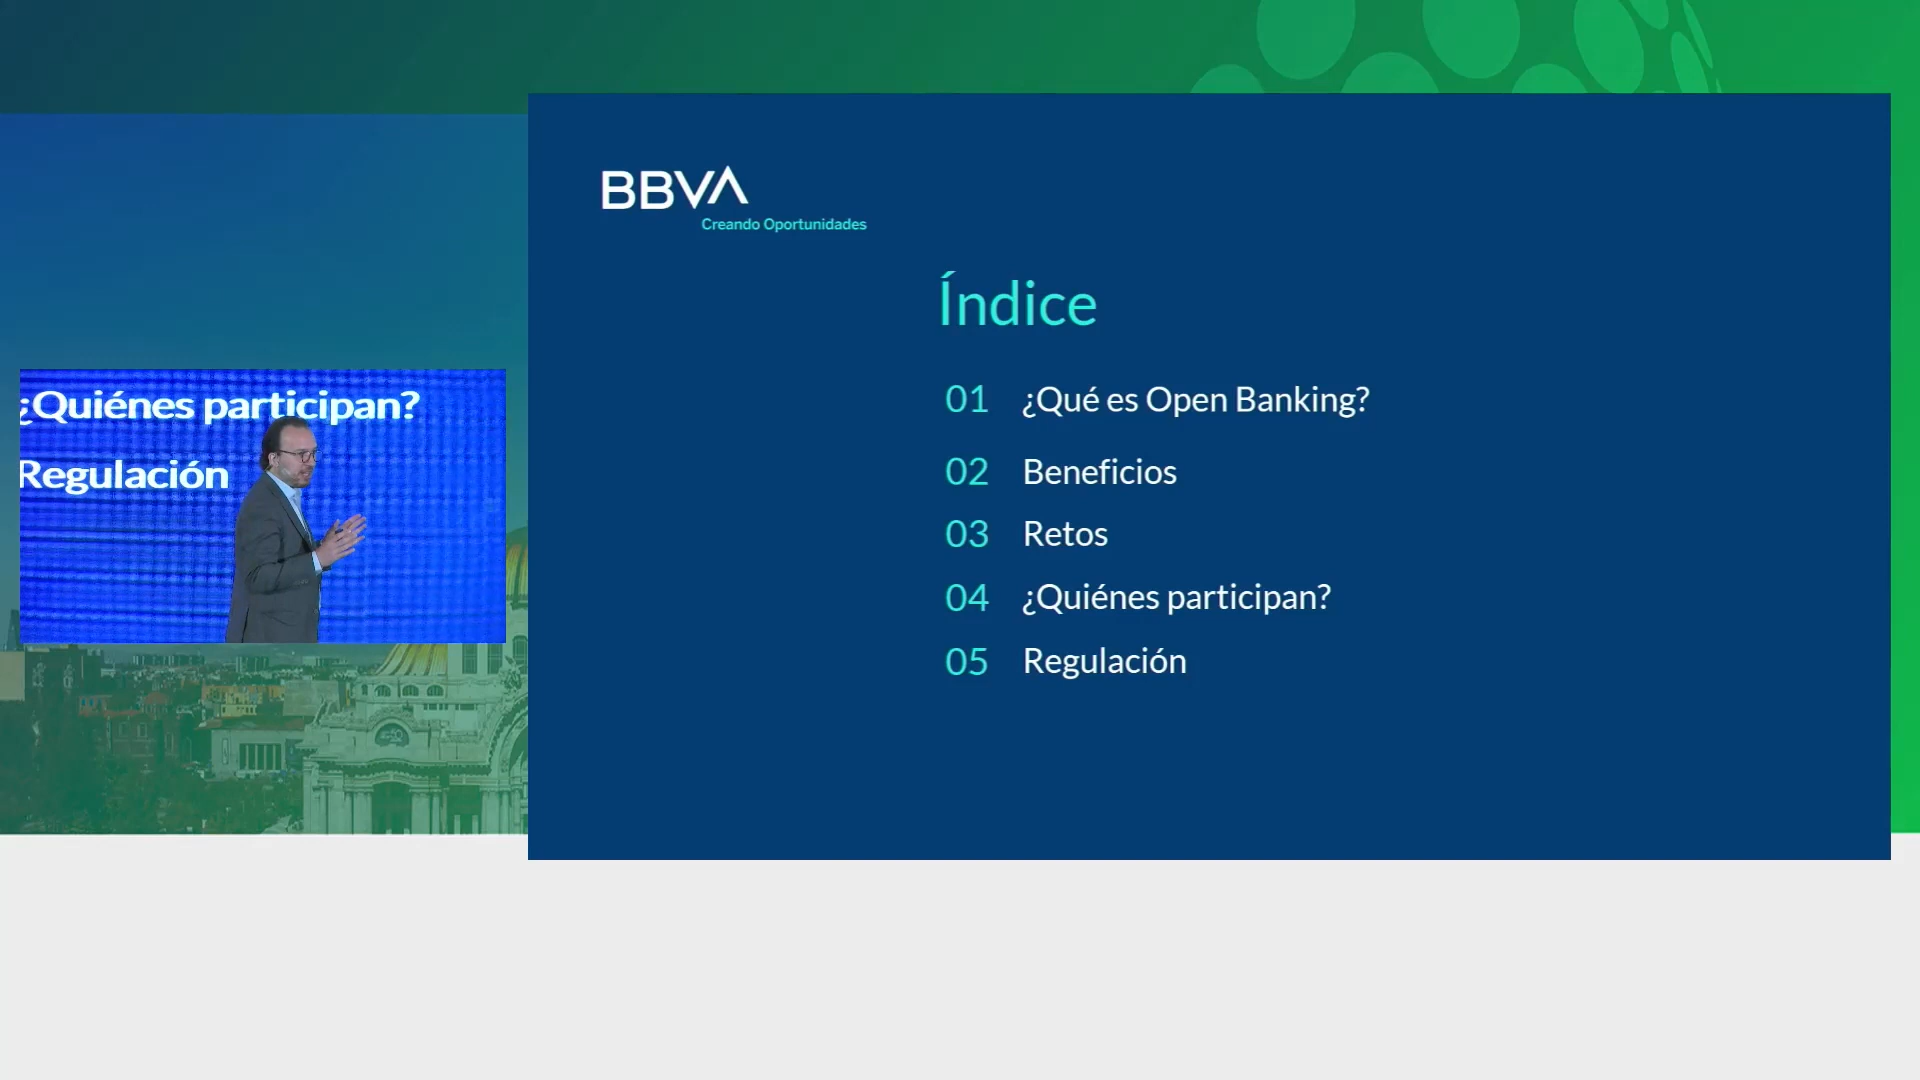 BBVA
Creando Oportunidades
Índice
01 ¿Qué es Open Banking?
02 Beneficios
03 Retos
04 ¿Quiénes participan?
05 Regulación
¿Quiénes participan?
Regulación